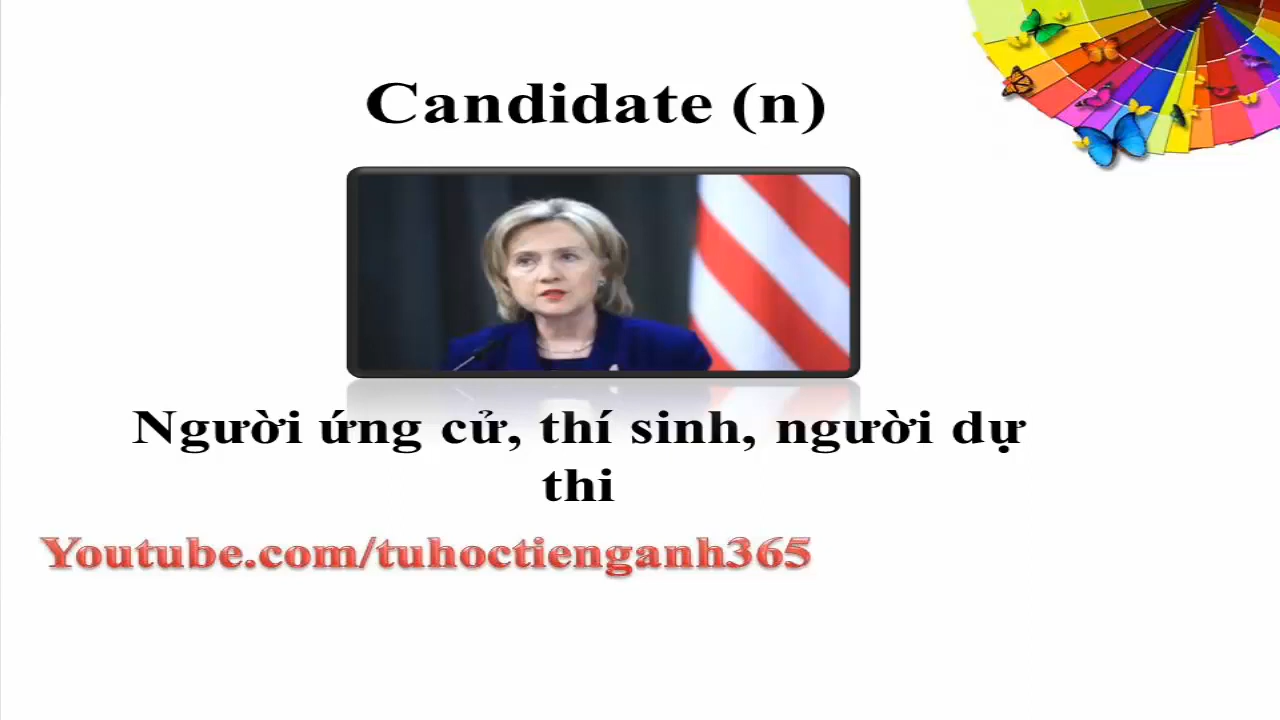 Candidate (n)
Người ứng cử, thí sinh, người dự
thi
Youtube.com/tuhoctienganh365